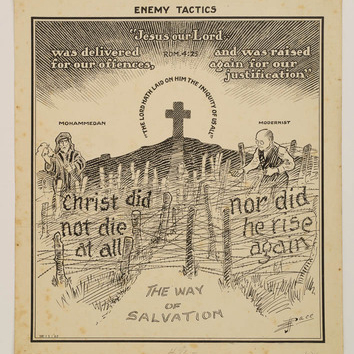 ENEMY TACTICS
"Jesus our Lord—
was delivered ROM. 4:25 and was raised
for our offences, again for our
justification."
"THE LORD HATH LAID ON HIM THE INIQUITY OF US ALL"
MOHAMMEDAN
MODERNIST
Christ did
not die
at all
nor did
he rise
again
THE WAY
OF
SALVATION
Pace